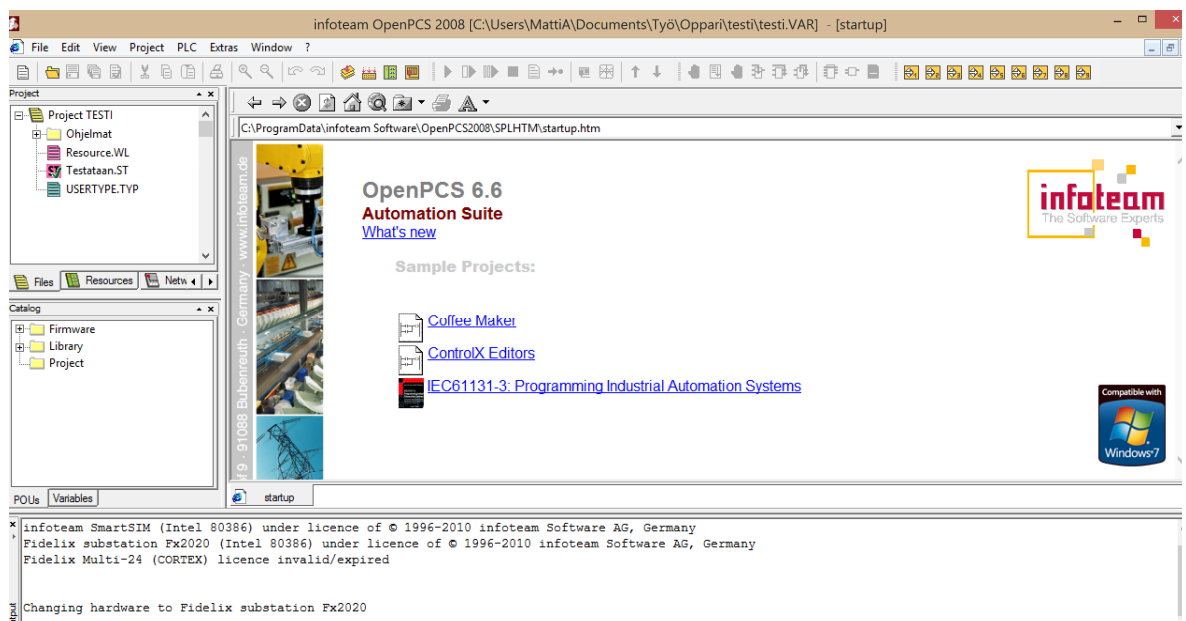 infoteam OpenPCS 2008 [C:\Users\MattiA\Documents\Työ\Oppari\testi\testi.VAR] - [startup]
File Edit View Project PLC Extras Window ?
Project
Project TESTI
Ohjelmat
Resource.WL
Testataan.ST
USERTYPE.TYP
Files Resources Netw
Catalog
Firmware
Library
Project
POUs Variables
C:\ProgramData\infoteam Software\OpenPCS2008\SPLHTM\startup.htm
91088 Bubenreuth · Germany · www.infoteam.de
OpenPCS 6.6
Automation Suite
What's new
Sample Projects:
Coffee Maker
ControlX Editors
IEC61131-3: Programming Industrial Automation Systems
infoteam
The Software Experts
Compatible with
Windows 7
startup
infoteam SmartSIM (Intel 80386) under licence of © 1996-2010 infoteam Software AG, Germany
Fidelix substation Fx2020 (Intel 80386) under licence of © 1996-2010 infoteam Software AG, Germany
Fidelix Multi-24 (CORTEX) licence invalid/expired
Changing hardware to Fidelix substation Fx2020